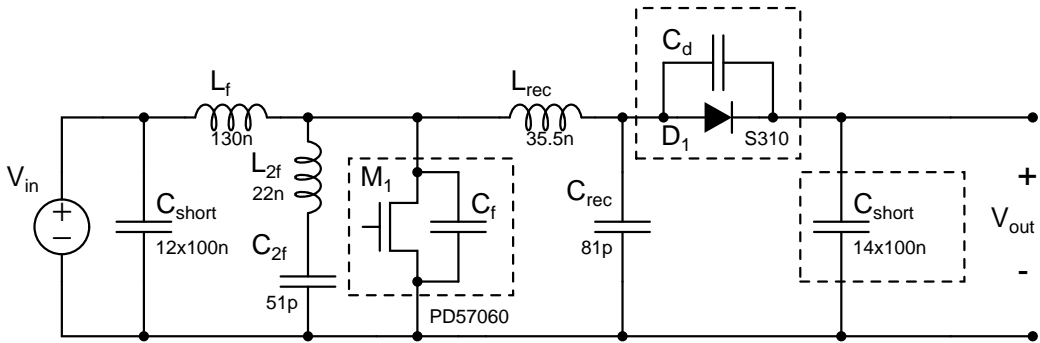 L_f
130n
L_2f
22n
C_2f
51p
V_in
+
−
C_short
12x100n
M_1
C_f
PD57060
L_rec
35.5n
C_rec
81p
C_d
D_1
S310
C_short
14x100n
+
V_out
-